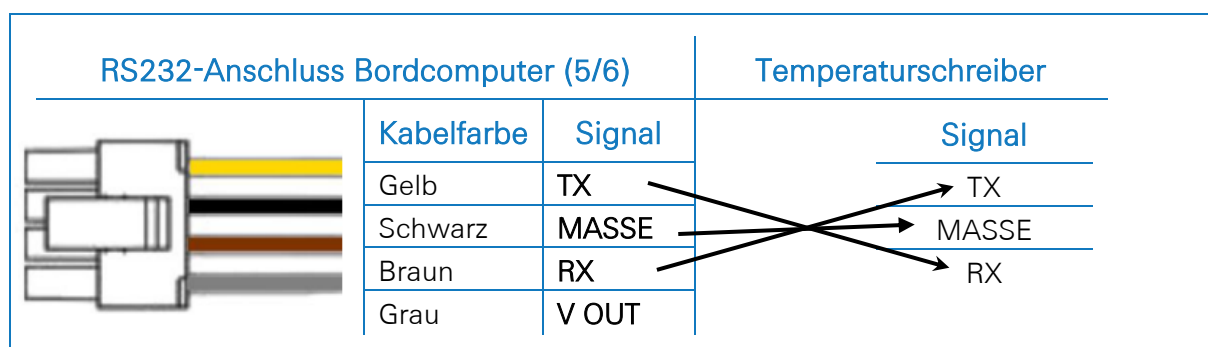 RS232-Anschluss Bordcomputer (5/6) Temperaturschreiber
Kabelfarbe Signal Signal
Gelb TX TX
Schwarz MASSE MASSE
Braun RX RX
Grau V OUT